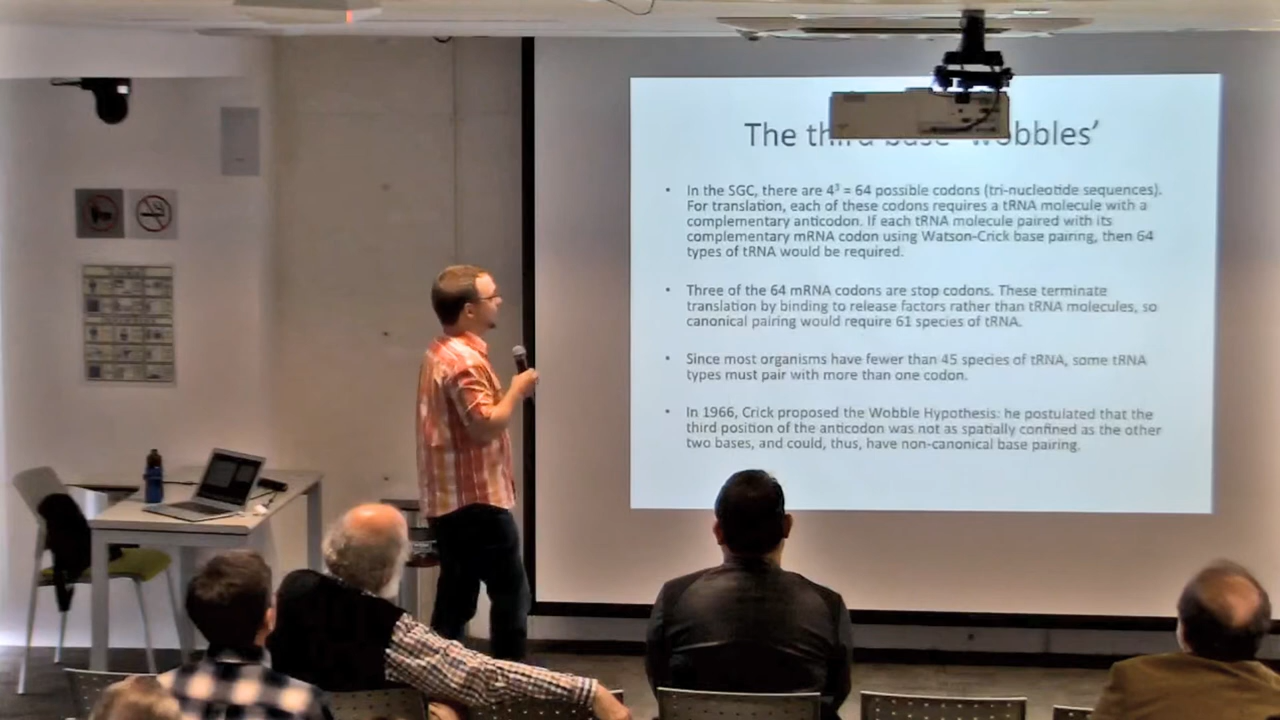 The third base 'wobbles'
• In the SGC, there are 4³ = 64 possible codons (tri-nucleotide sequences).
For translation, each of these codons requires a tRNA molecule with a
complementary anticodon. If each tRNA molecule paired with its
complementary mRNA codon using Watson-Crick base pairing, then 64
types of tRNA would be required.
• Three of the 64 mRNA codons are stop codons. These terminate
translation by binding to release factors rather than tRNA molecules, so
canonical pairing would require 61 species of tRNA.
• Since most organisms have fewer than 45 species of tRNA, some tRNA
types must pair with more than one codon.
• In 1966, Crick proposed the Wobble Hypothesis: he postulated that the
third position of the anticodon was not as spatially confined as the other
two bases, and could, thus, have non-canonical base pairing.